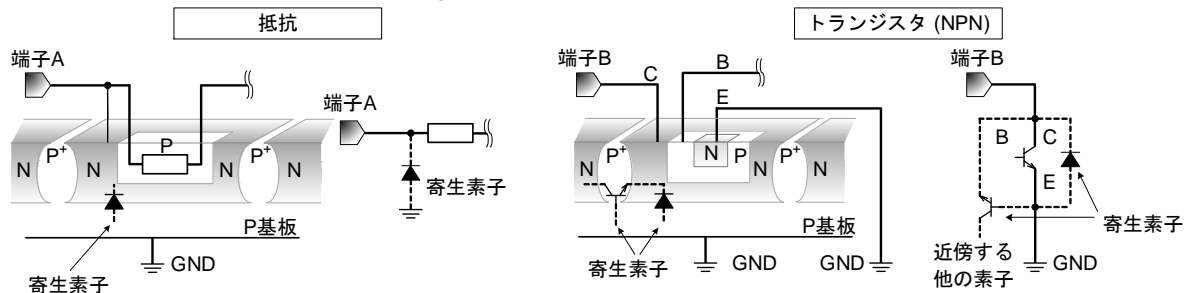 抵抗
トランジスタ (NPN)
端子A
端子A
P
N
P+
N
N
P+
N
寄生素子
P基板
GND
寄生素子
端子B
C
B
E
N
P+
N
N
P
N
P+
N
P基板
寄生素子
GND
GND
端子B
B
C
E
寄生素子
近傍する
他の素子
GND